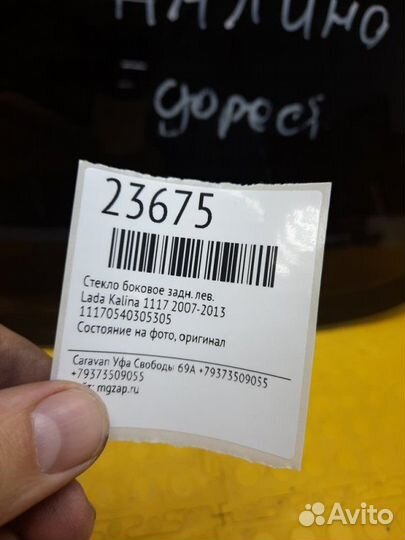 дорест
23675
Стекло боковое задн. лев.
Lada Kalina 1117 2007-2013
11170540305305
Состояние на фото, оригинал
Caravan Уфа Свободы 69А +79373509055
+79373509055
mgzap.ru
Avito